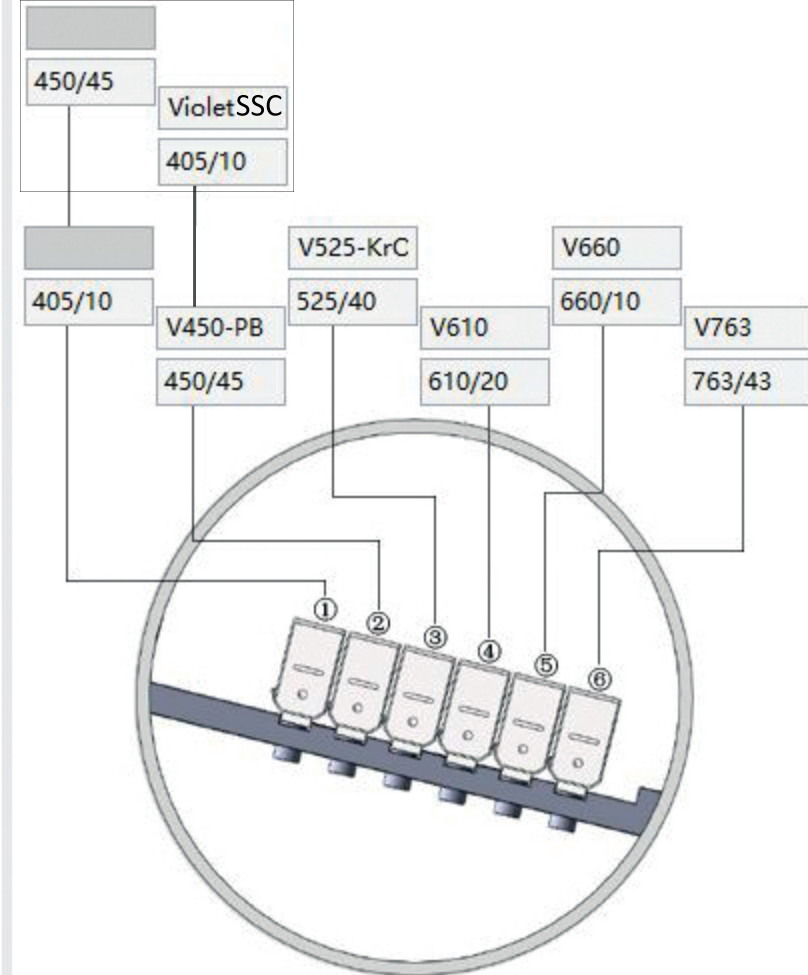 450/45
VioletSSC
405/10
405/10
V450-PB
450/45
V525-KrC
525/40
V610
610/20
V660
660/10
V763
763/43
①
②
③
④
⑤
⑥